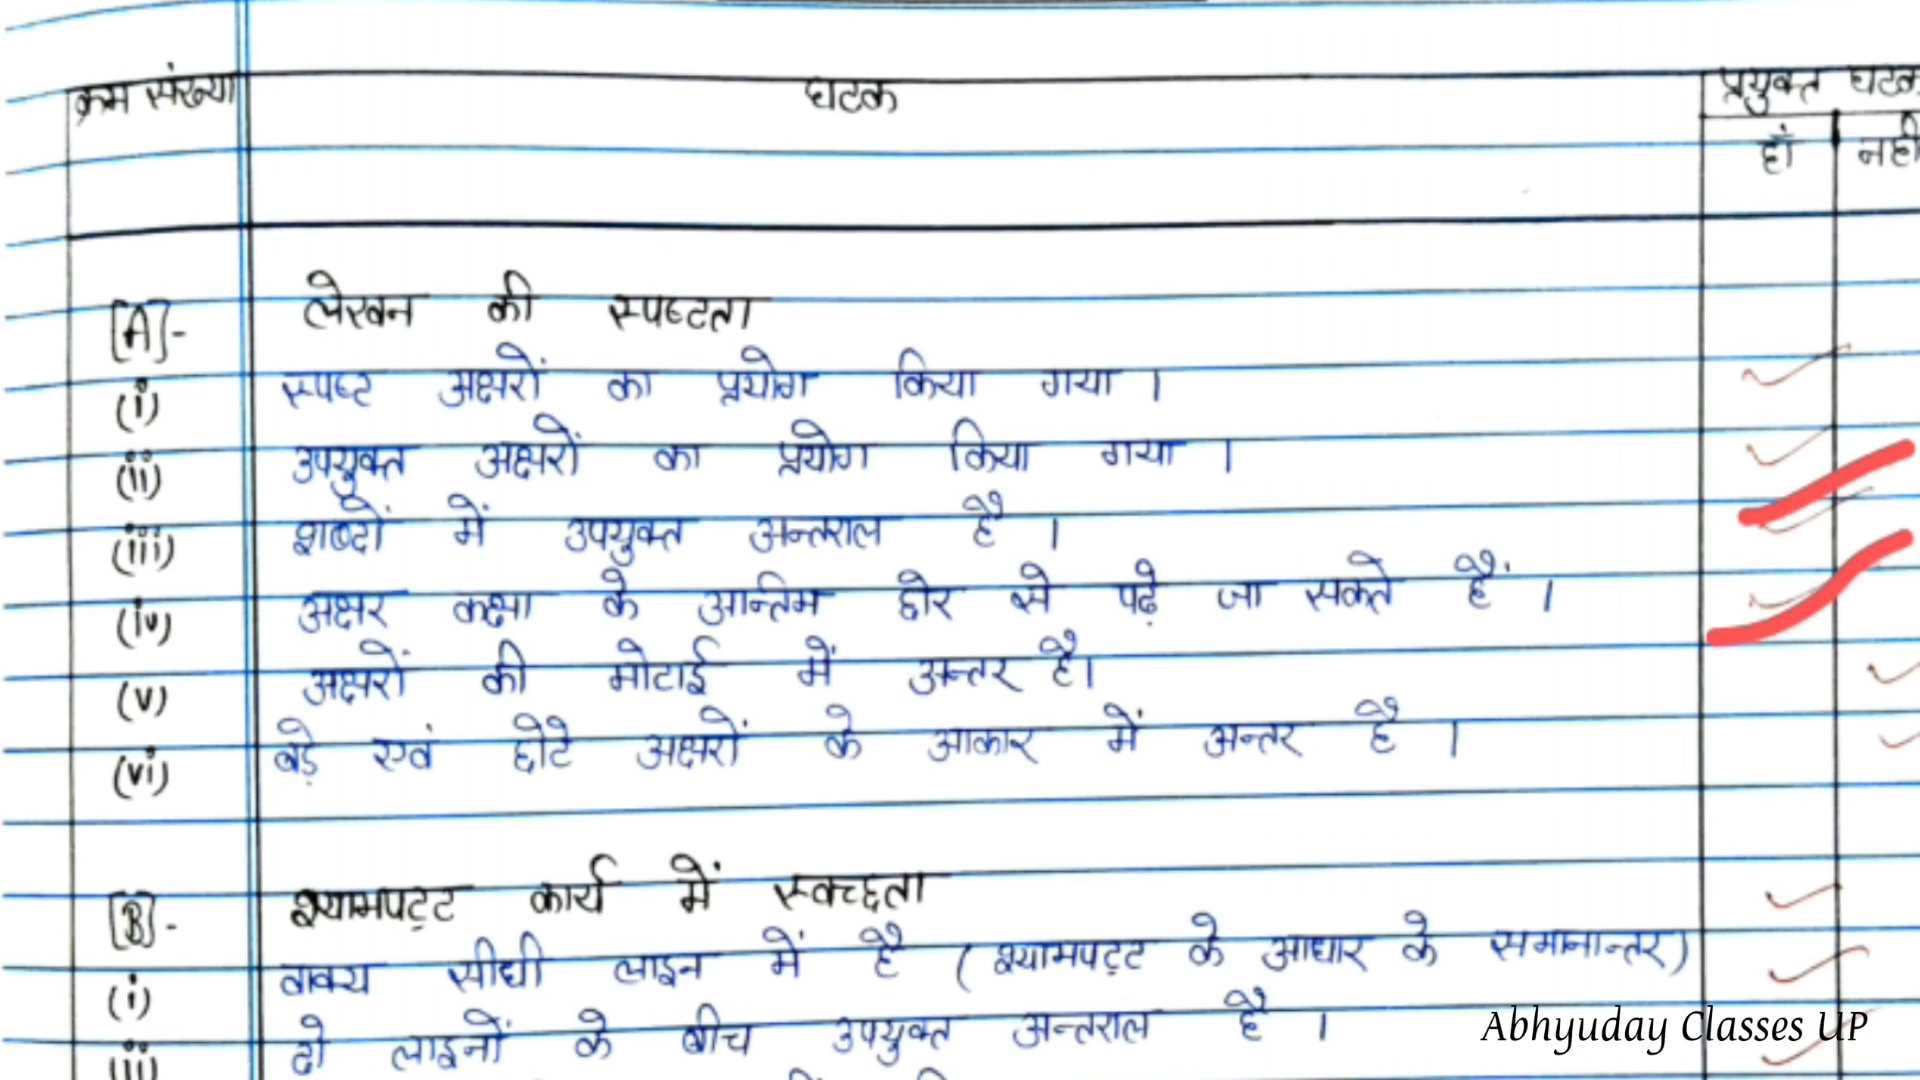 क्रम संख्या घटक प्रयुक्त घटक
हाँ नहीं
[A]- लेखन की स्पष्टता
(i) स्पष्ट अक्षरों का प्रयोग किया गया ।
(ii) उपयुक्त अक्षरों का प्रयोग किया गया ।
(iii) शब्दों में उपयुक्त अन्तराल है ।
(iv) अक्षर कक्षा के अन्तिम छोर से पढ़े जा सकते हैं ।
(v) अक्षरों की मोटाई में अन्तर है।
(vi) बड़े एवं छोटे अक्षरों के आकार में अन्तर है ।
[B]- श्यामपट्ट कार्य में स्वच्छता
(i) वाक्य सीधी लाइन में है (श्यामपट्ट के आधार के समानान्तर)
(ii) दो लाइनों के बीच उपयुक्त अन्तराल है ।
Abhyuday Classes UP